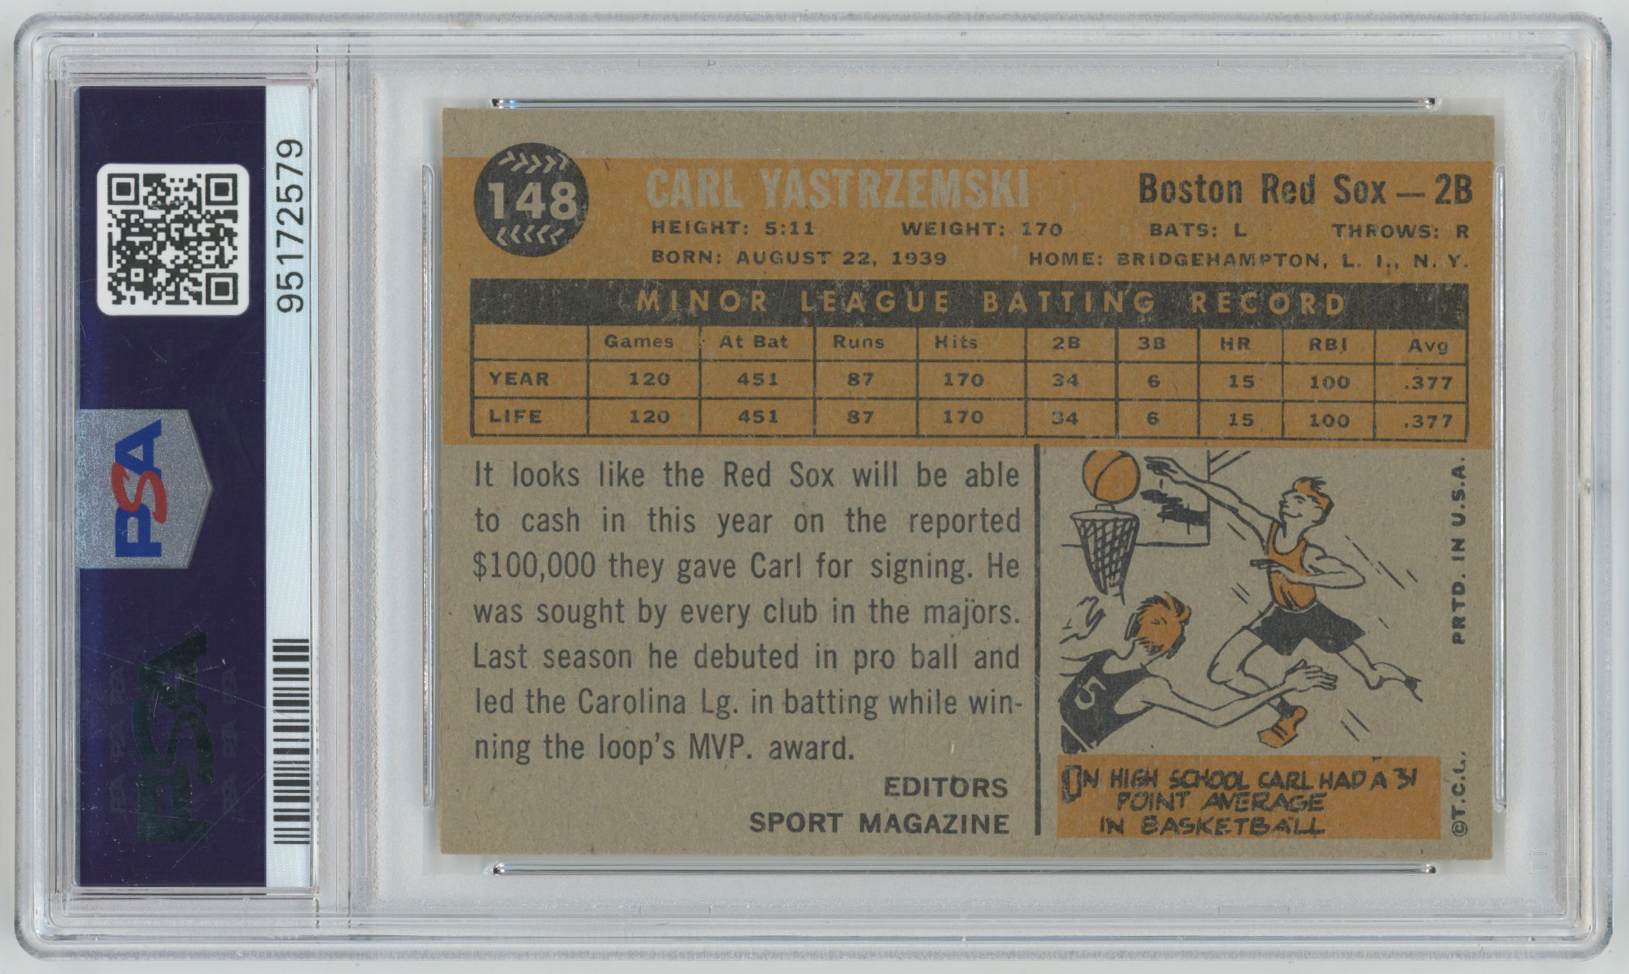 95172579
PSA
PSA
148
CARL YASTRZEMSKI
Boston Red Sox — 2B
HEIGHT: 5:11 WEIGHT: 170 BATS: L THROWS: R
BORN: AUGUST 22, 1939 HOME: BRIDGEHAMPTON, L. I., N. Y.
MINOR LEAGUE BATTING RECORD
Games At Bat Runs Hits 2B 3B HR RBI Avg
YEAR 120 451 87 170 34 6 15 100 .377
LIFE 120 451 87 170 34 6 15 100 .377
It looks like the Red Sox will be able
to cash in this year on the reported
$100,000 they gave Carl for signing. He
was sought by every club in the majors.
Last season he debuted in pro ball and
led the Carolina Lg. in batting while win-
ning the loop's MVP. award.
EDITORS
SPORT MAGAZINE
5
IN HIGH SCHOOL CARL HAD A 31
POINT AVERAGE
IN BASKETBALL
PRTD. IN U.S.A.
©T.C.G.